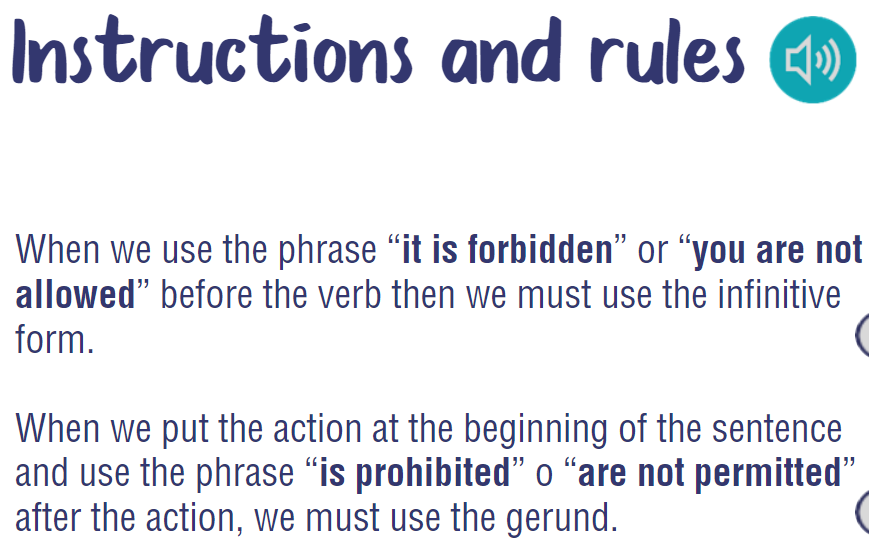 Instructions and rules
When we use the phrase “it is forbidden” or “you are not
allowed” before the verb then we must use the infinitive
form.
When we put the action at the beginning of the sentence
and use the phrase “is prohibited” o “are not permitted”
after the action, we must use the gerund.